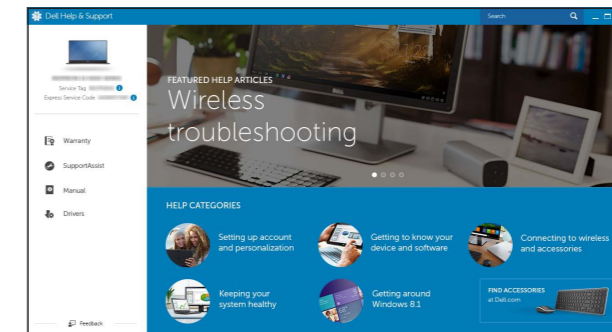 Dell Help & Support
Search
Service Tag
Express Service Code
Warranty
SupportAssist
Manual
Drivers
Feedback
FEATURED HELP ARTICLES
Wireless
troubleshooting
HELP CATEGORIES
Setting up account
and personalization
Getting to know your
device and software
Connecting to wireless
and accessories
Keeping your
system healthy
Getting around
Windows 8.1
FIND ACCESSORIES
at Dell.com